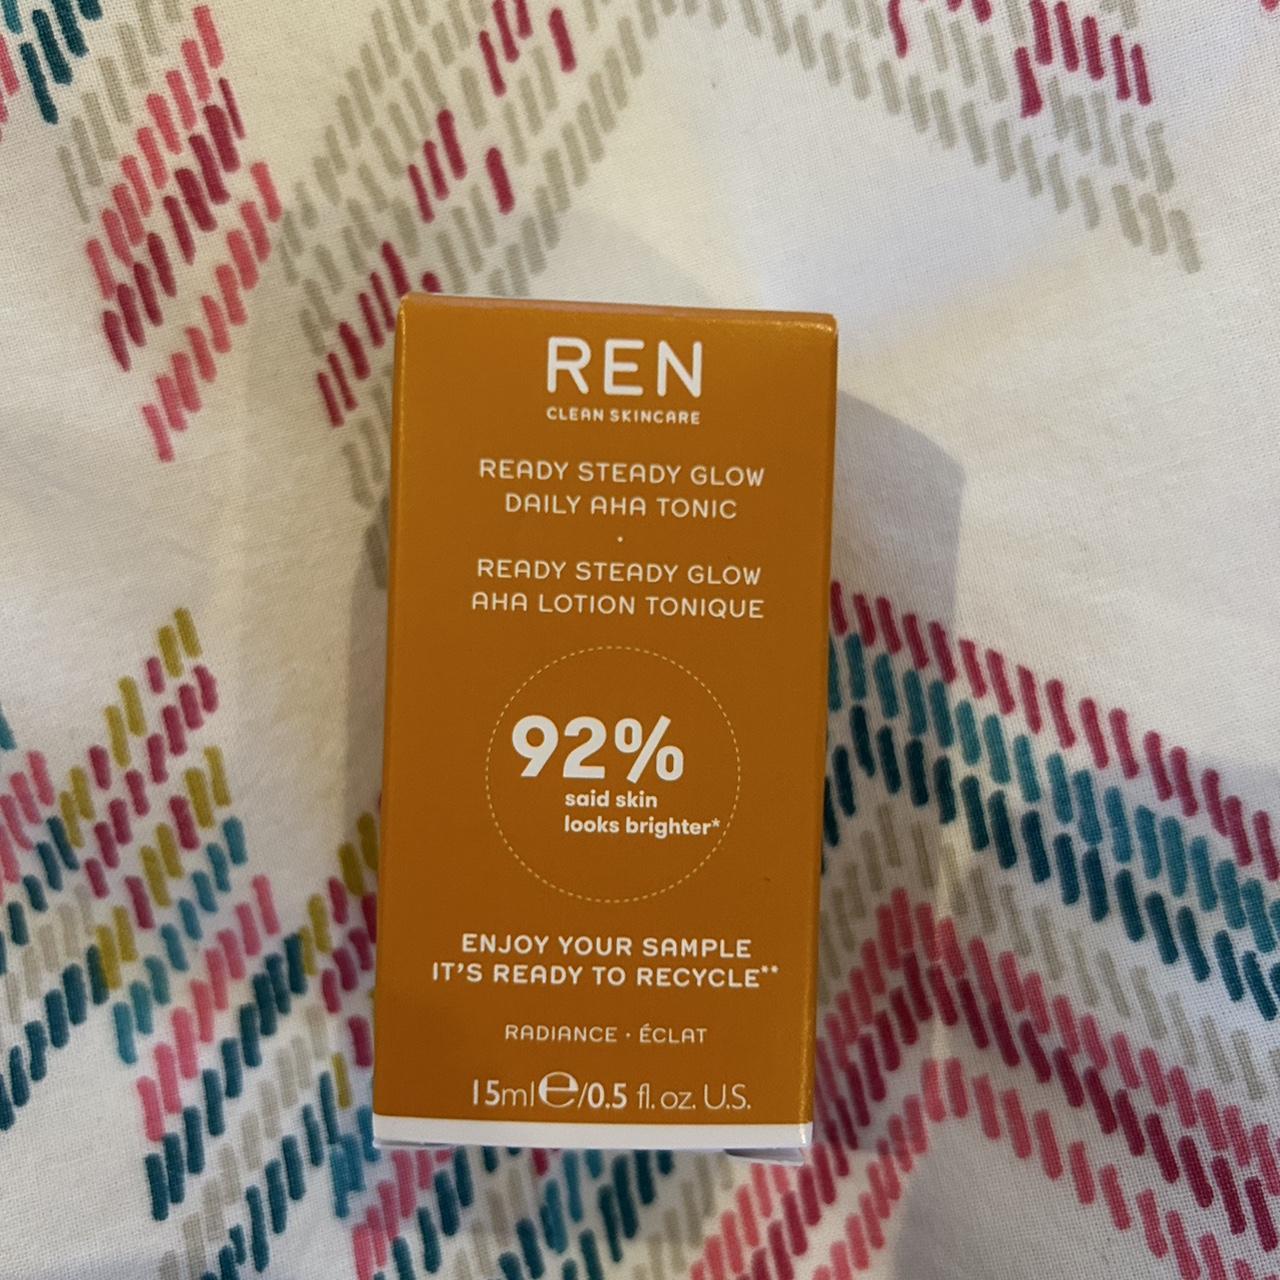 REN
CLEAN SKINCARE
READY STEADY GLOW
DAILY AHA TONIC
•
READY STEADY GLOW
AHA LOTION TONIQUE
92%
said skin
looks brighter*
ENJOY YOUR SAMPLE
IT'S READY TO RECYCLE**
RADIANCE • ÉCLAT
15ml℮/0.5 fl. oz. U.S.